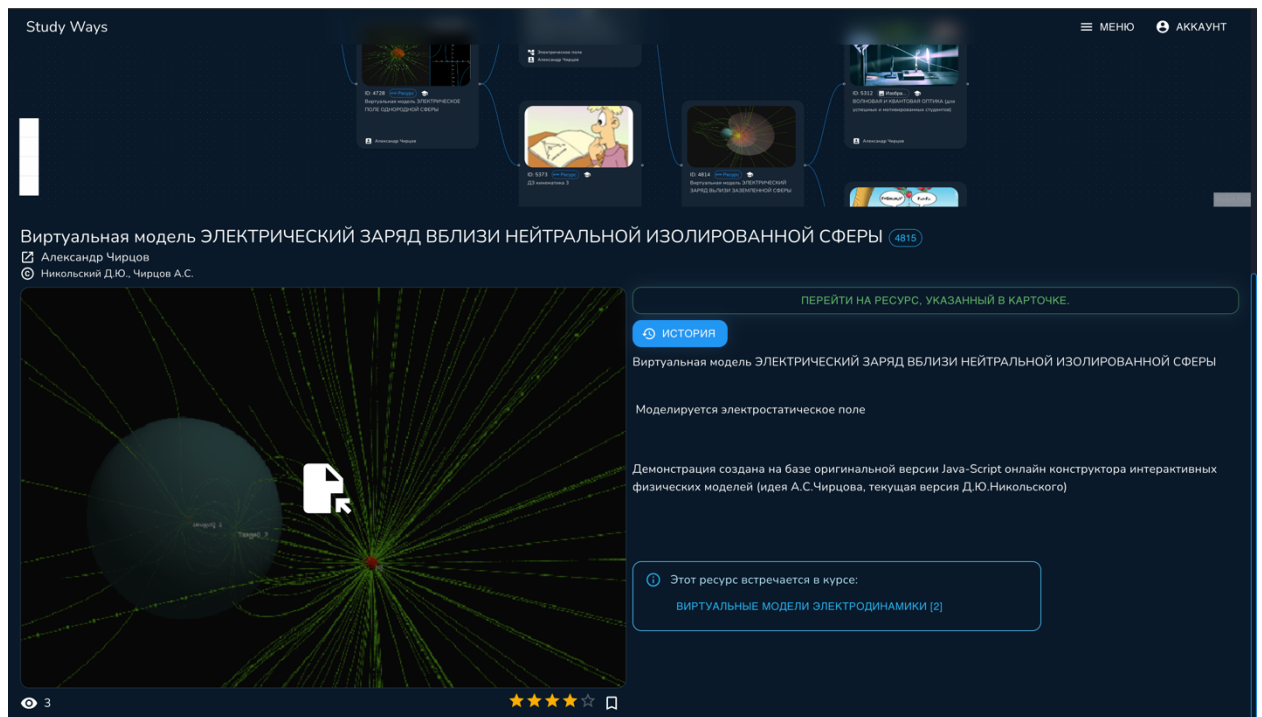 Study Ways
МЕНЮ
АККАУНТ
Электрическое поле
Александр Чирцов
ID: 4728 Ресурс
Виртуальная модель ЭЛЕКТРИЧЕСКОЕ
ПОЛЕ ОДНОРОДНОЙ СФЕРЫ
Александр Чирцов
ID: 5373 Ресурс
ДЗ кинематика 3
ID: 4814 Ресурс
Виртуальная модель ЭЛЕКТРИЧЕСКИЙ
ЗАРЯД ВБЛИЗИ ЗАЗЕМЛЕННОЙ СФЕРЫ
ID: 5312 Изобра...
ВОЛНОВАЯ И КВАНТОВАЯ ОПТИКА (для
успешных и мотивированных студентов)
Александр Чирцов
Виртуальная модель ЭЛЕКТРИЧЕСКИЙ ЗАРЯД ВБЛИЗИ НЕЙТРАЛЬНОЙ ИЗОЛИРОВАННОЙ СФЕРЫ 4815
Александр Чирцов
Никольский Д.Ю., Чирцов А.С.
ПЕРЕЙТИ НА РЕСУРС, УКАЗАННЫЙ В КАРТОЧКЕ.
ИСТОРИЯ
Виртуальная модель ЭЛЕКТРИЧЕСКИЙ ЗАРЯД ВБЛИЗИ НЕЙТРАЛЬНОЙ ИЗОЛИРОВАННОЙ СФЕРЫ
Моделируется электростатическое поле
Демонстрация создана на базе оригинальной версии Java-Script онлайн конструктора интерактивных
физических моделей (идея А.С.Чирцова, текущая версия Д.Ю.Никольского)
Этот ресурс встречается в курсе:
ВИРТУАЛЬНЫЕ МОДЕЛИ ЭЛЕКТРОДИНАМИКИ [2]
3